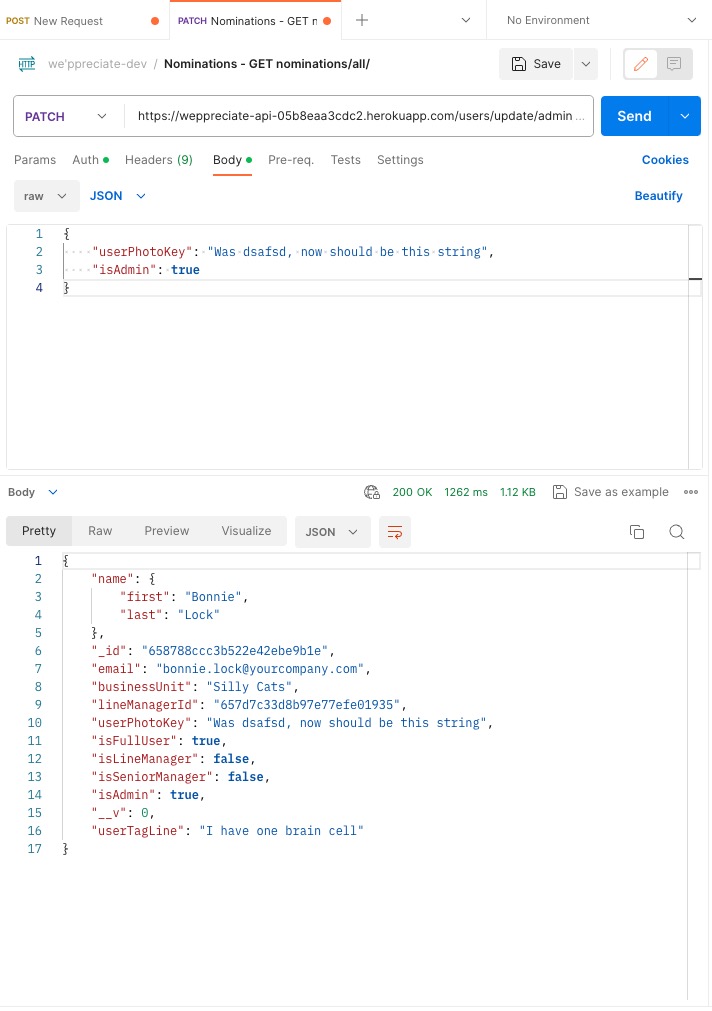 POST New Request
PATCH Nominations - GET n
No Environment
HTTP we'ppreciate-dev / Nominations - GET nominations/all/
Save
PATCH https://weppreciate-api-05b8eaa3cdc2.herokuapp.com/users/update/admin ... Send
Params Auth Headers (9) Body Pre-req. Tests Settings Cookies
raw JSON Beautify
1 {
2 ····"userPhotoKey":·"Was·dsafsd,·now·should·be·this·string",
3 ····"isAdmin":·true
4 }
Body 200 OK 1262 ms 1.12 KB Save as example
Pretty Raw Preview Visualize JSON
1 {
2 "name": {
3 "first": "Bonnie",
4 "last": "Lock"
5 },
6 "_id": "658788ccc3b522e42ebe9b1e",
7 "email": "bonnie.lock@yourcompany.com",
8 "businessUnit": "Silly Cats",
9 "lineManagerId": "657d7c33d8b97e77efe01935",
10 "userPhotoKey": "Was dsafsd, now should be this string",
11 "isFullUser": true,
12 "isLineManager": false,
13 "isSeniorManager": false,
14 "isAdmin": true,
15 "__v": 0,
16 "userTagLine": "I have one brain cell"
17 }